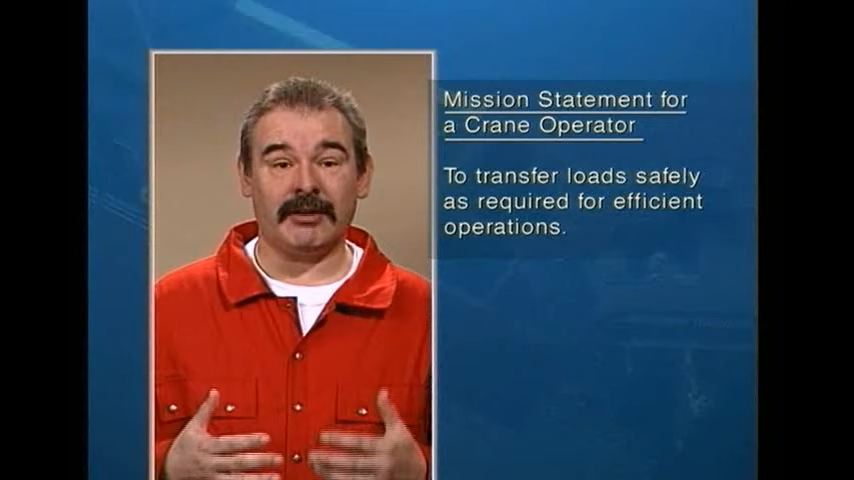 Mission Statement for
a Crane Operator
To transfer loads safely
as required for efficient
operations.